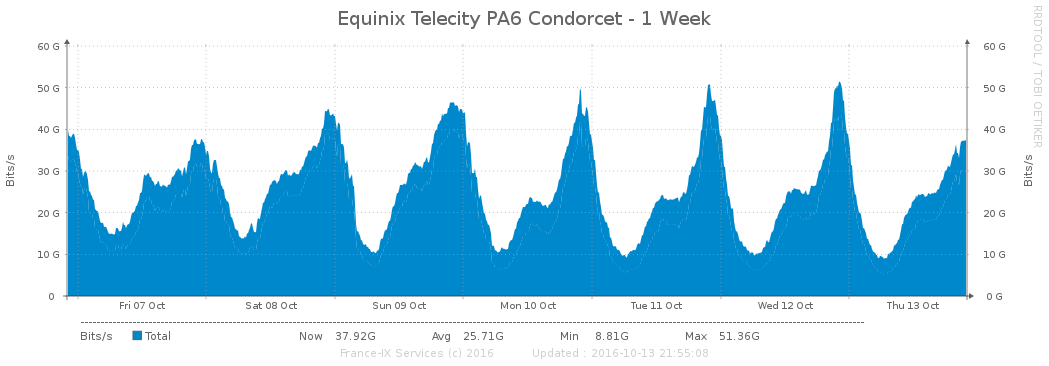 Equinix Telecity PA6 Condorcet - 1 Week
RRDTOOL / TOBI OETIKER
60 G 60 G
50 G 50 G
40 G 40 G
30 G 30 G
20 G 20 G
10 G 10 G
0 0 G
Bits/s
Bits/s
Fri 07 Oct Sat 08 Oct Sun 09 Oct Mon 10 Oct Tue 11 Oct Wed 12 Oct Thu 13 Oct
Bits/s Total Now 37.92G Avg 25.71G Min 8.81G Max 51.36G
France-IX Services (c) 2016 Updated : 2016-10-13 21:55:08